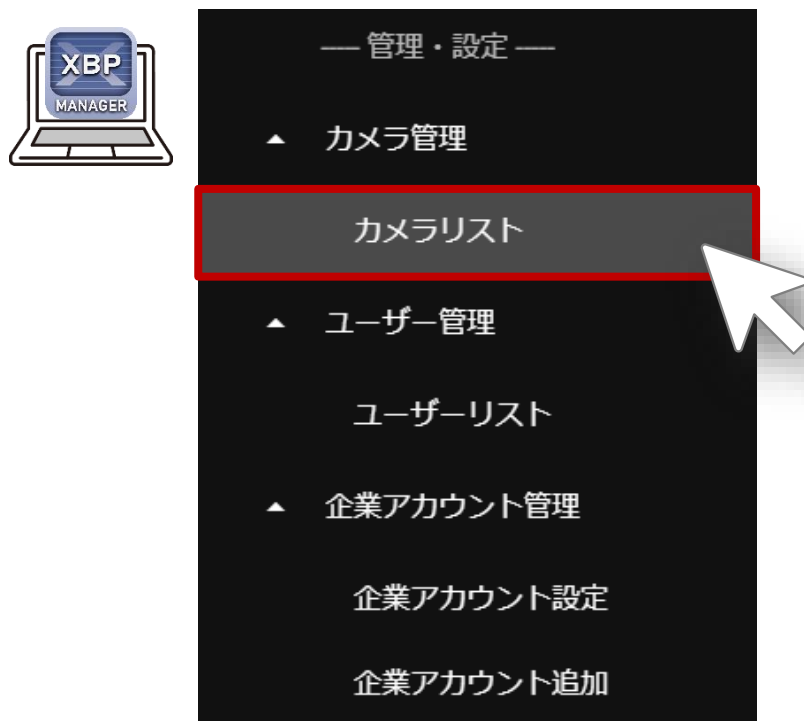 XBP
MANAGER
── 管理・設定 ──
カメラ管理
カメラリスト
ユーザー管理
ユーザーリスト
企業アカウント管理
企業アカウント設定
企業アカウント追加